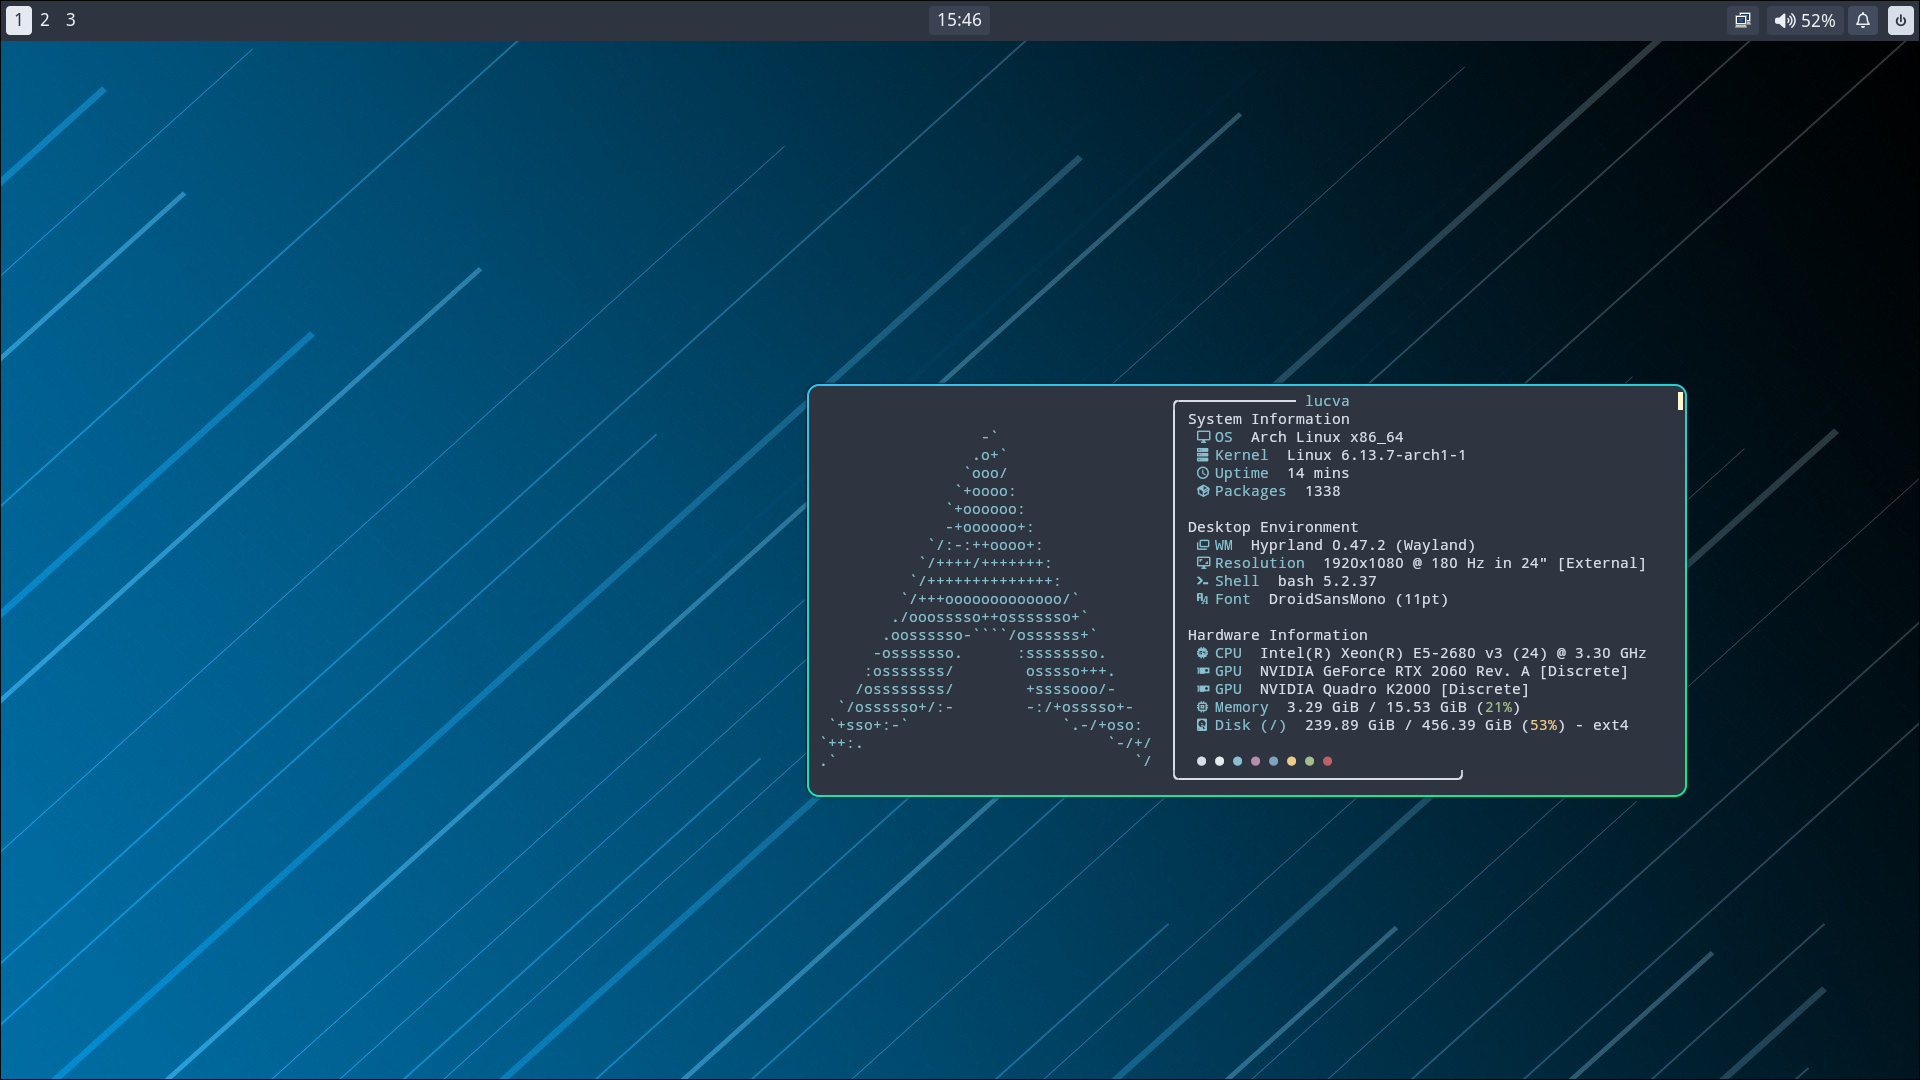 1 2 3
15:46
52%
lucva
System Information
OS Arch Linux x86_64
Kernel Linux 6.13.7-arch1-1
Uptime 14 mins
Packages 1338
Desktop Environment
WM Hyprland 0.47.2 (Wayland)
Resolution 1920x1080 @ 180 Hz in 24" [External]
Shell bash 5.2.37
Font DroidSansMono (11pt)
Hardware Information
CPU Intel(R) Xeon(R) E5-2680 v3 (24) @ 3.30 GHz
GPU NVIDIA GeForce RTX 2060 Rev. A [Discrete]
GPU NVIDIA Quadro K2000 [Discrete]
Memory 3.29 GiB / 15.53 GiB (21%)
Disk (/) 239.89 GiB / 456.39 GiB (53%) - ext4
-`
.o+`
`ooo/
`+oooo:
`+oooooo:
-+oooooo+:
`/:-:++oooo+:
`/++++/+++++++:
`/++++++++++++++:
`/+++ooooooooooooo/`
./ooosssso++osssssso+`
.oossssso-````/ossssss+`
-osssssso. :ssssssso.
:osssssss/ osssso+++.
/ossssssss/ +ssssooo/-
`/ossssso+/:- -:/+osssso+-
`+sso+:-` `.-/+oso:
`++:. `-/+/
.` `/